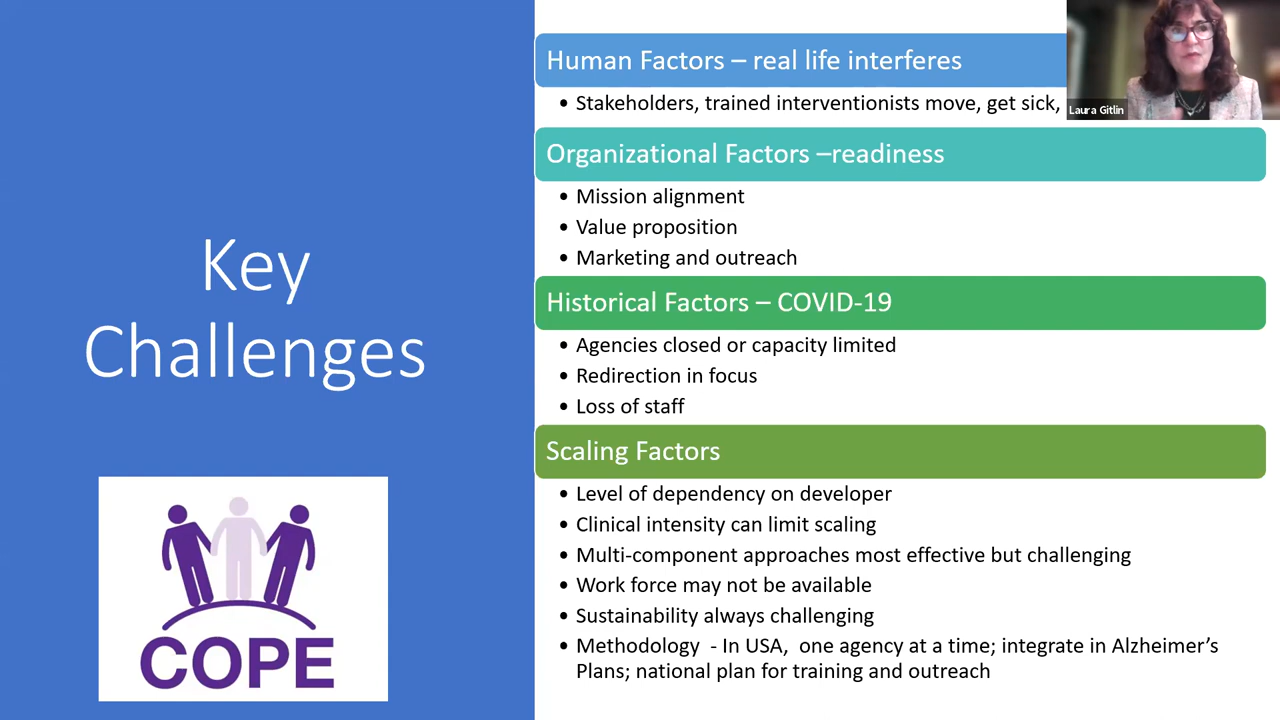 Key
Challenges
COPE
Human Factors – real life interferes
• Stakeholders, trained interventionists move, get sick,
Laura Gitlin
Organizational Factors –readiness
• Mission alignment
• Value proposition
• Marketing and outreach
Historical Factors – COVID-19
• Agencies closed or capacity limited
• Redirection in focus
• Loss of staff
Scaling Factors
• Level of dependency on developer
• Clinical intensity can limit scaling
• Multi-component approaches most effective but challenging
• Work force may not be available
• Sustainability always challenging
• Methodology - In USA, one agency at a time; integrate in Alzheimer’s
Plans; national plan for training and outreach